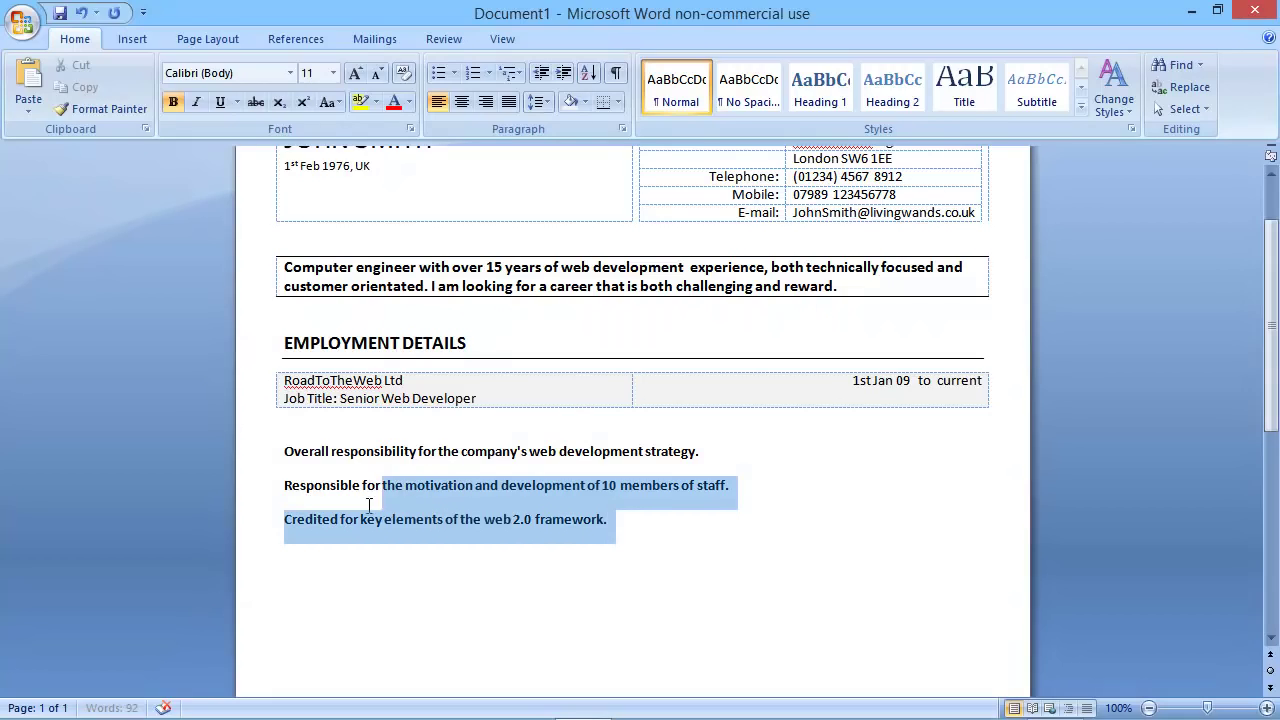 Document1 - Microsoft Word non-commercial use
Home Insert Page Layout References Mailings Review View
Paste
Cut
Copy
Format Painter
Clipboard
Calibri (Body) 11
B I U abe X₂ X² Aa
Font
Paragraph
AaBbCcDc AaBbCcDc AaBbC AaBbCc AaB AaBbCc.
¶ Normal ¶ No Spaci... Heading 1 Heading 2 Title Subtitle
Change Styles
Styles
Find
Replace
Select
Editing
1st Feb 1976, UK
London SW6 1EE
Telephone: (01234) 4567 8912
Mobile: 07989 123456778
E-mail: JohnSmith@livingwands.co.uk
Computer engineer with over 15 years of web development experience, both technically focused and
customer orientated. I am looking for a career that is both challenging and reward.
EMPLOYMENT DETAILS
RoadToTheWeb Ltd 1st Jan 09 to current
Job Title: Senior Web Developer
Overall responsibility for the company's web development strategy.
Responsible for the motivation and development of 10 members of staff.
Credited for key elements of the web 2.0 framework.
Page: 1 of 1 Words: 92 100%